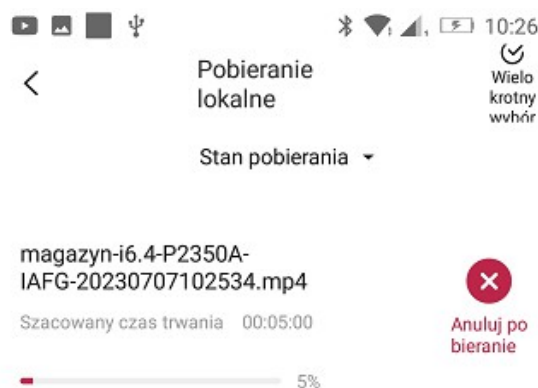 10:26
Pobieranie
lokalne
Wielo
krotny
wybór
Stan pobierania
magazyn-i6.4-P2350A-
IAFG-20230707102534.mp4
Szacowany czas trwania 00:05:00
Anuluj po
bieranie
5%